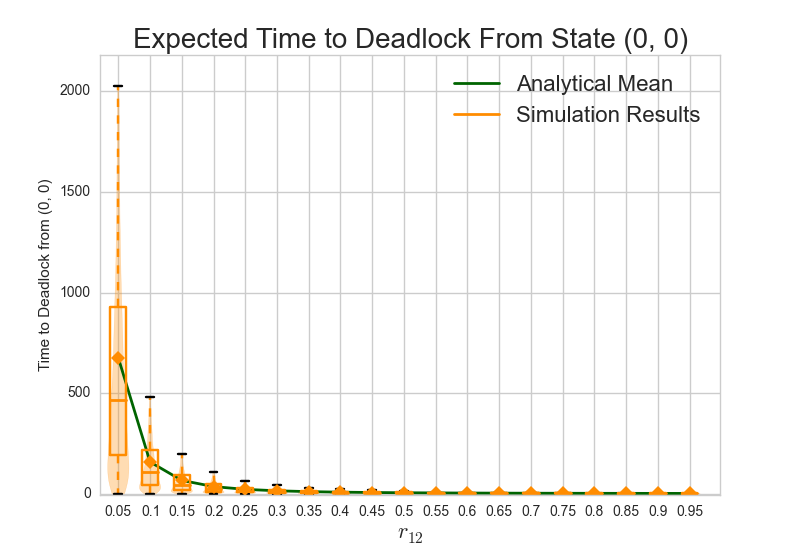 Expected Time to Deadlock From State (0, 0)
Analytical Mean
Simulation Results
Time to Deadlock from (0, 0)
2000
1500
1000
500
0
0.05 0.1 0.15 0.2 0.25 0.3 0.35 0.4 0.45 0.5 0.55 0.6 0.65 0.7 0.75 0.8 0.85 0.9 0.95
r12